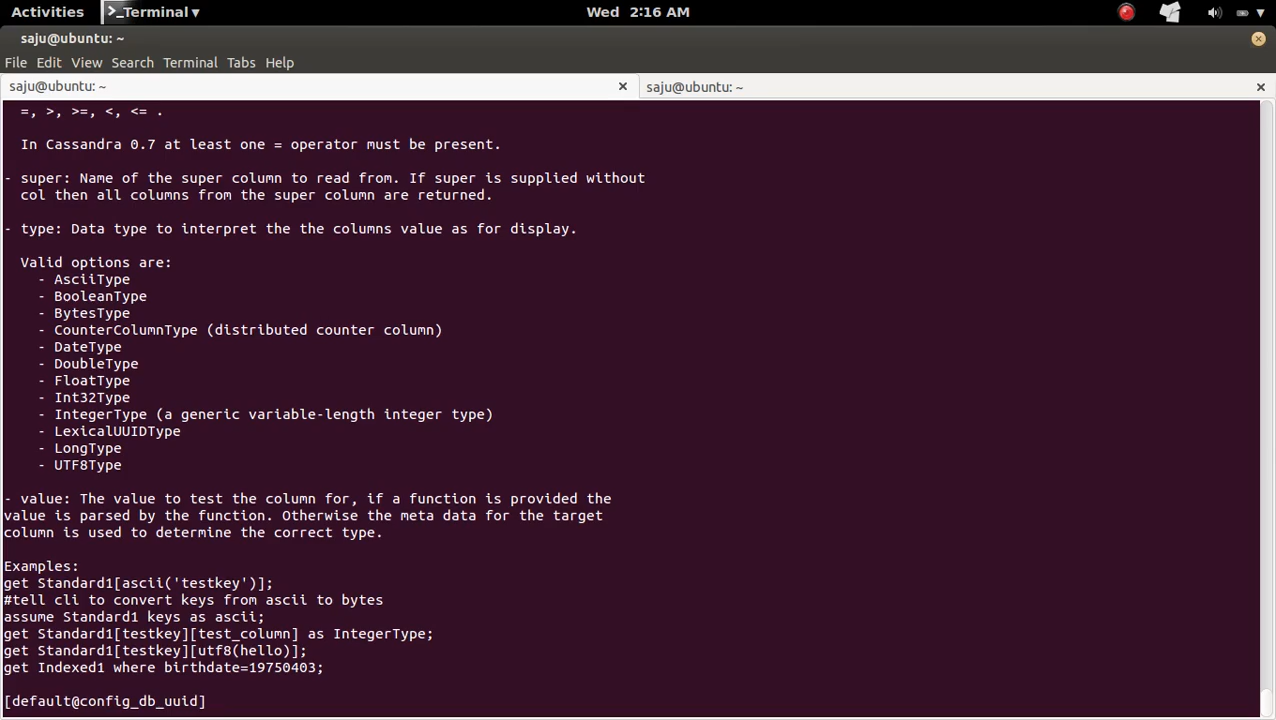 Activities
Terminal
Wed 2:16 AM
saju@ubuntu: ~
File Edit View Search Terminal Tabs Help
saju@ubuntu: ~
saju@ubuntu: ~
=, >, >=, <, <= .
In Cassandra 0.7 at least one = operator must be present.
- super: Name of the super column to read from. If super is supplied without
col then all columns from the super column are returned.
- type: Data type to interpret the the columns value as for display.
Valid options are:
- AsciiType
- BooleanType
- BytesType
- CounterColumnType (distributed counter column)
- DateType
- DoubleType
- FloatType
- Int32Type
- IntegerType (a generic variable-length integer type)
- LexicalUUIDType
- LongType
- UTF8Type
- value: The value to test the column for, if a function is provided the
value is parsed by the function. Otherwise the meta data for the target
column is used to determine the correct type.
Examples:
get Standard1[ascii('testkey')];
#tell cli to convert keys from ascii to bytes
assume Standard1 keys as ascii;
get Standard1[testkey][test_column] as IntegerType;
get Standard1[testkey][utf8(hello)];
get Indexed1 where birthdate=19750403;
[default@config_db_uuid]